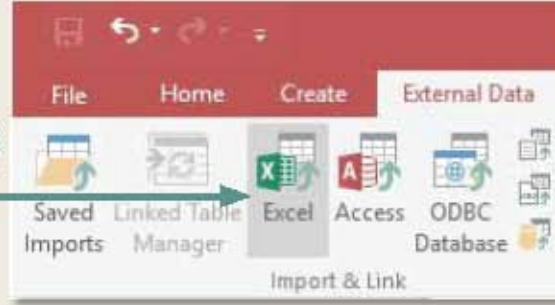 File Home Create External Data
Saved Imports Linked Table Manager Excel Access ODBC Database
Import & Link